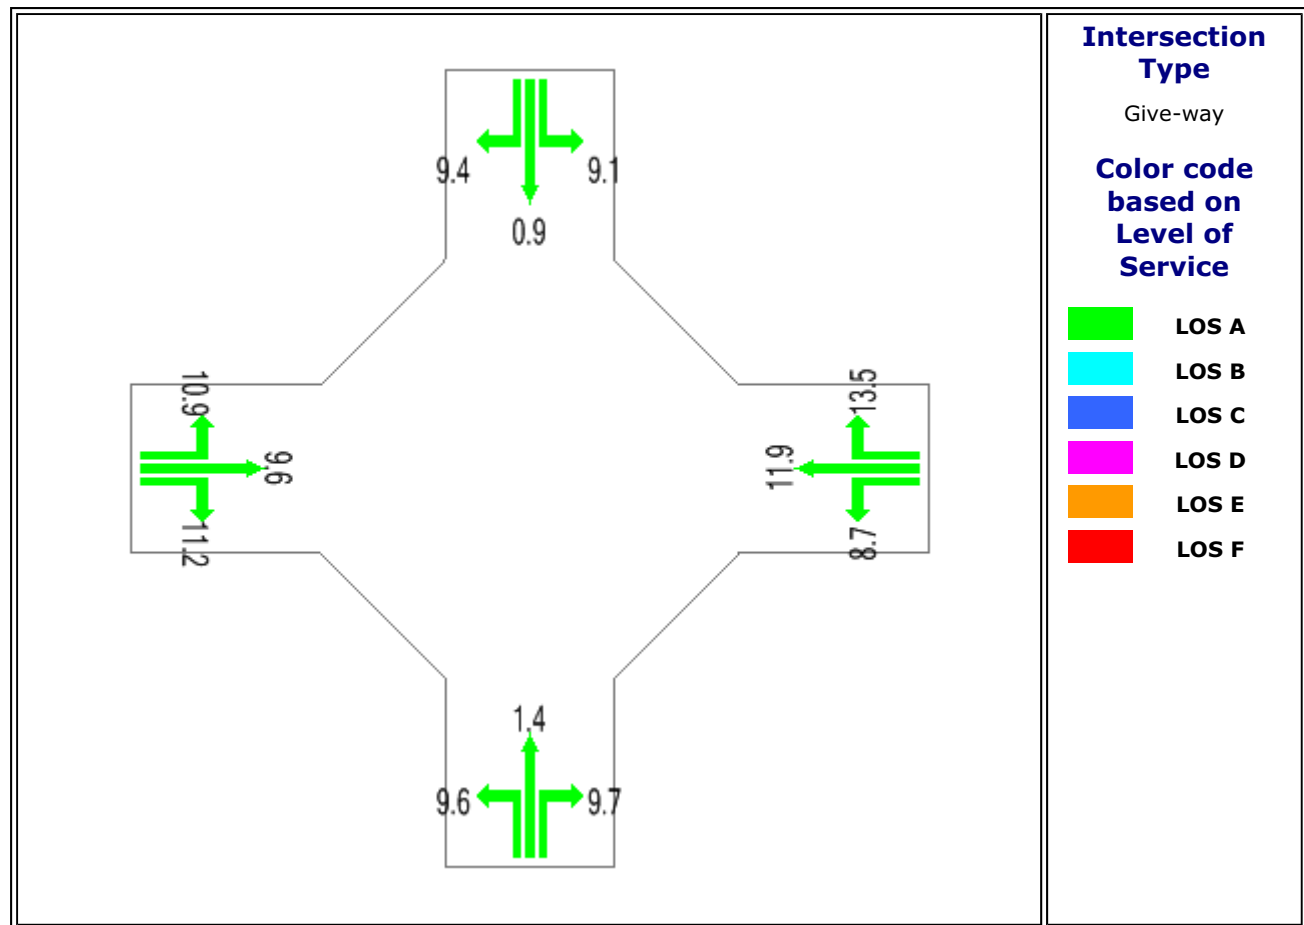 9.4
9.1
0.9
10.9
9.6
11.2
13.5
11.9
8.7
1.4
9.6
9.7
Intersection
Type
Give-way
Color code
based on
Level of
Service
LOS A
LOS B
LOS C
LOS D
LOS E
LOS F